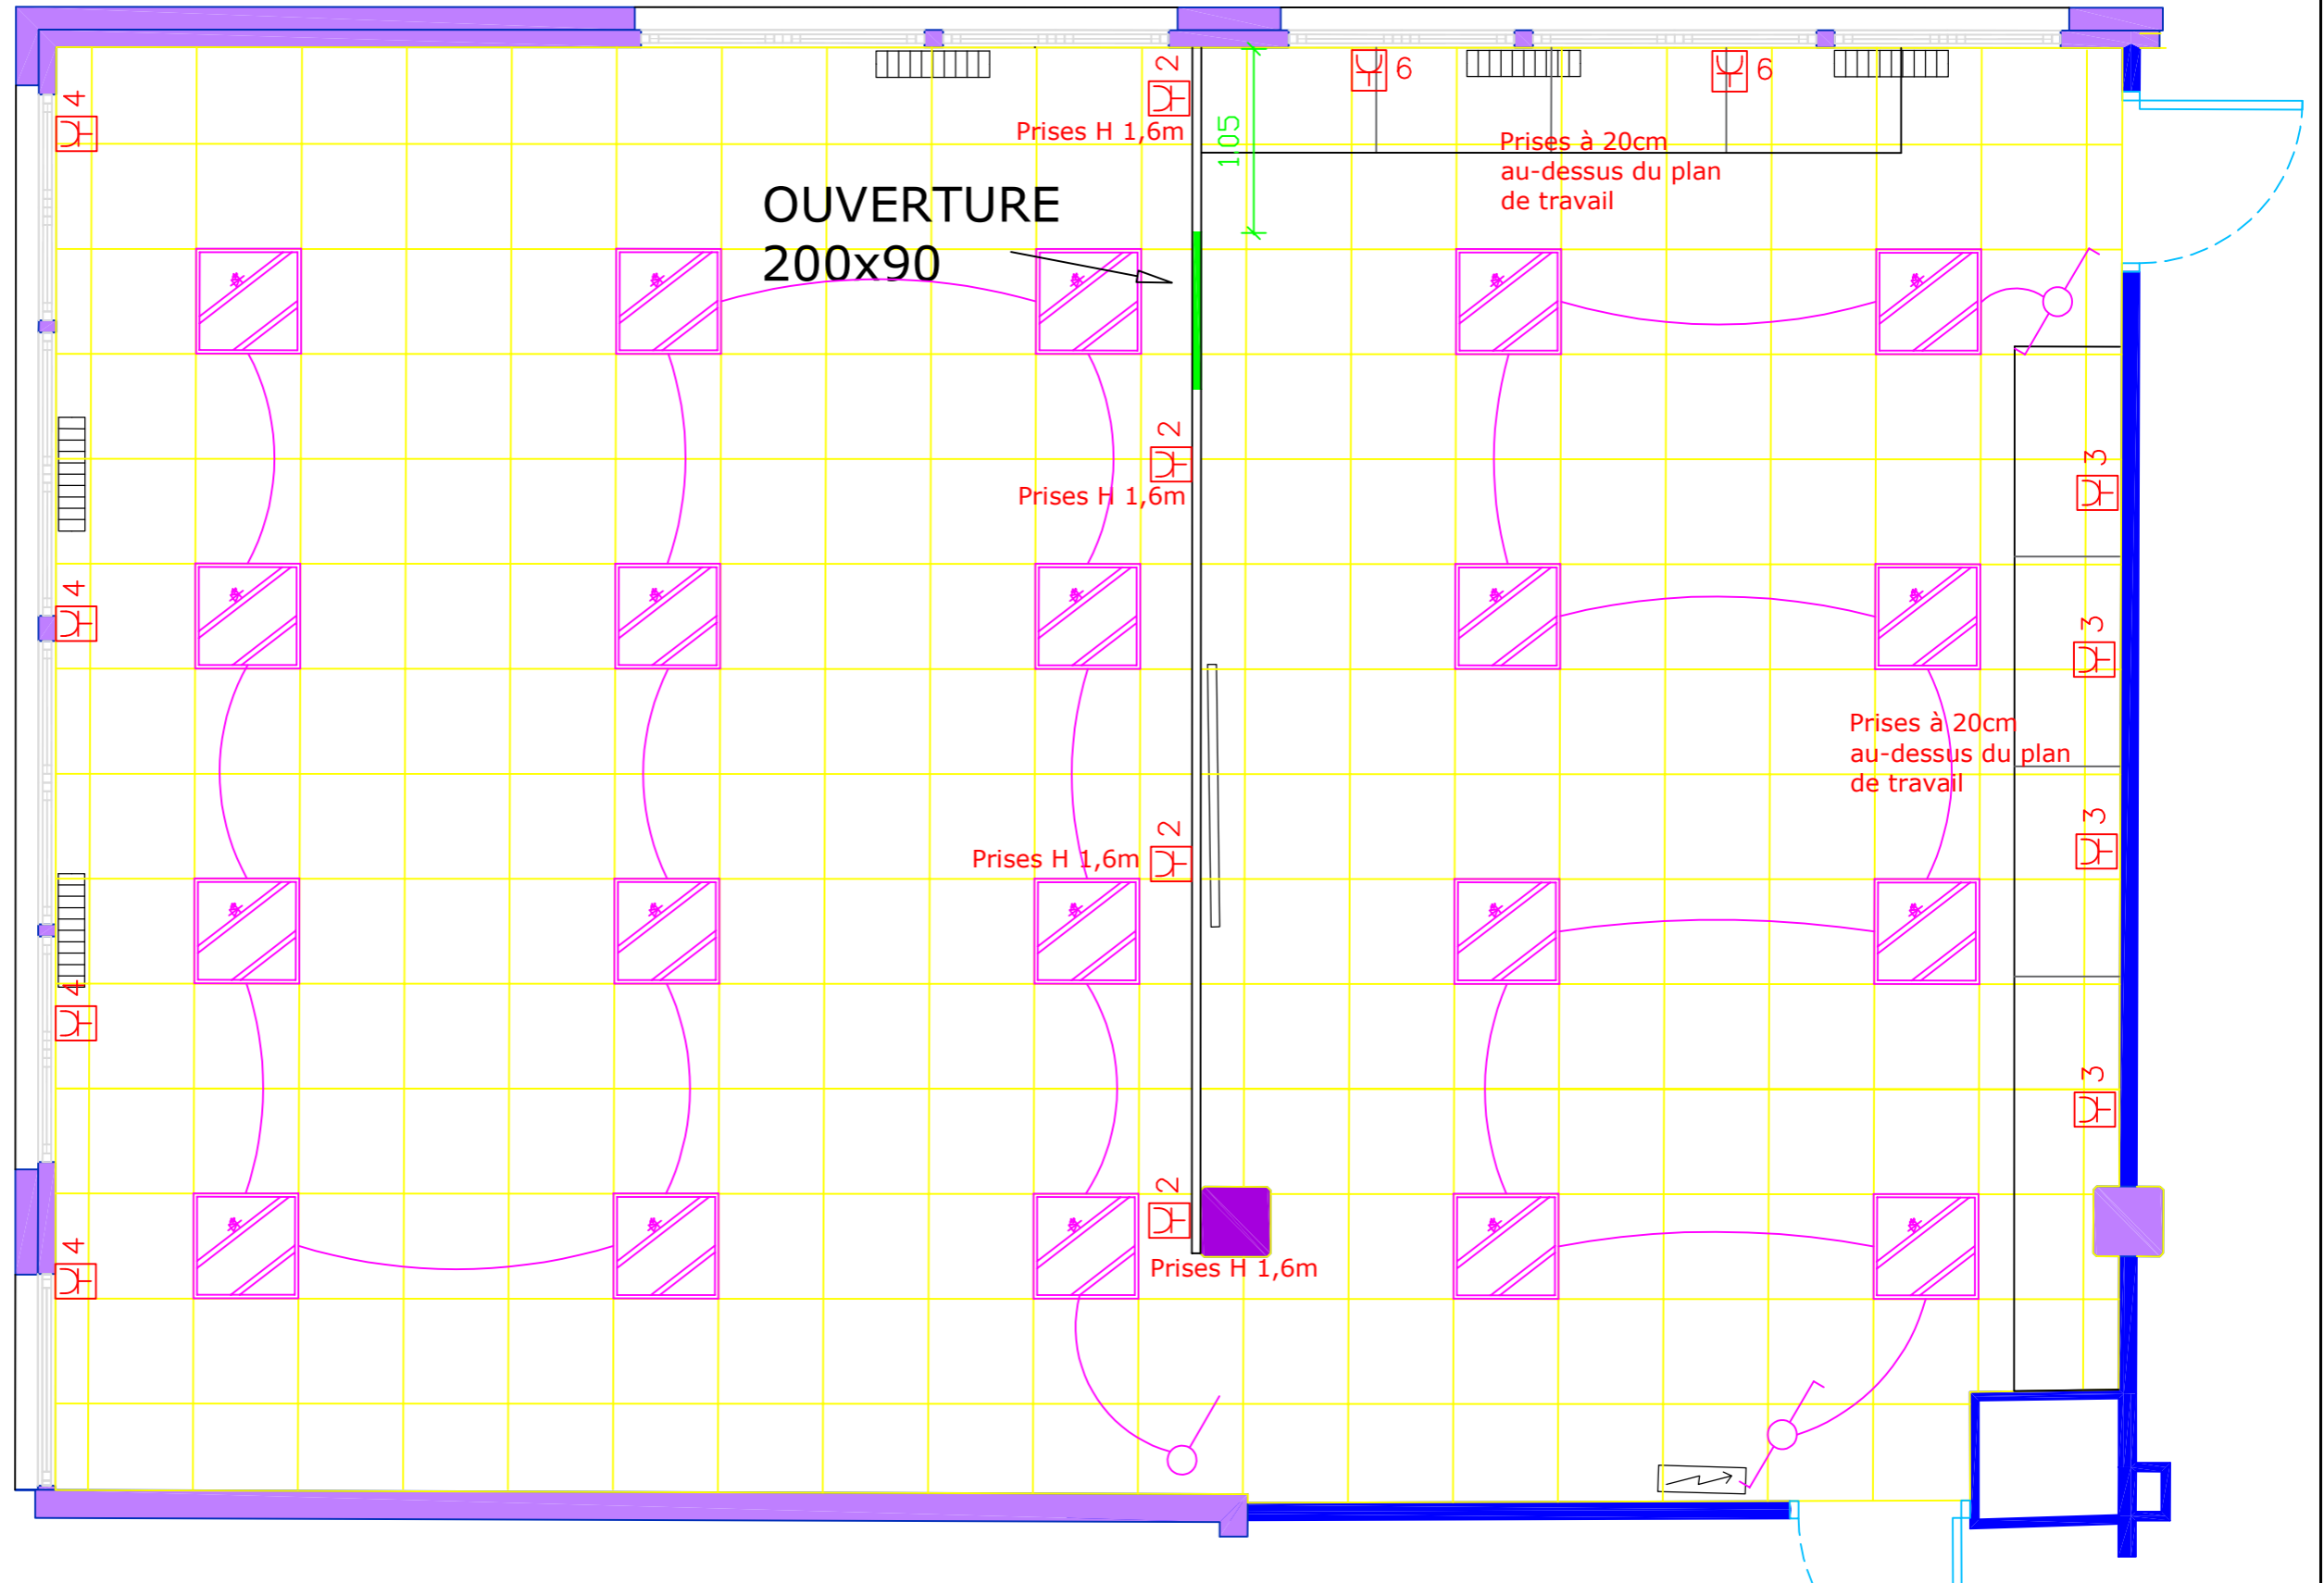 2
6
6
4
Prises H 1,6m
105
Prises à 20cm
au-dessus du plan
de travail
OUVERTURE
200x90
2
Prises H 1,6m
3
4
3
Prises à 20cm
au-dessus du plan
de travail
2
Prises H 1,6m
3
4
3
2
Prises H 1,6m
4